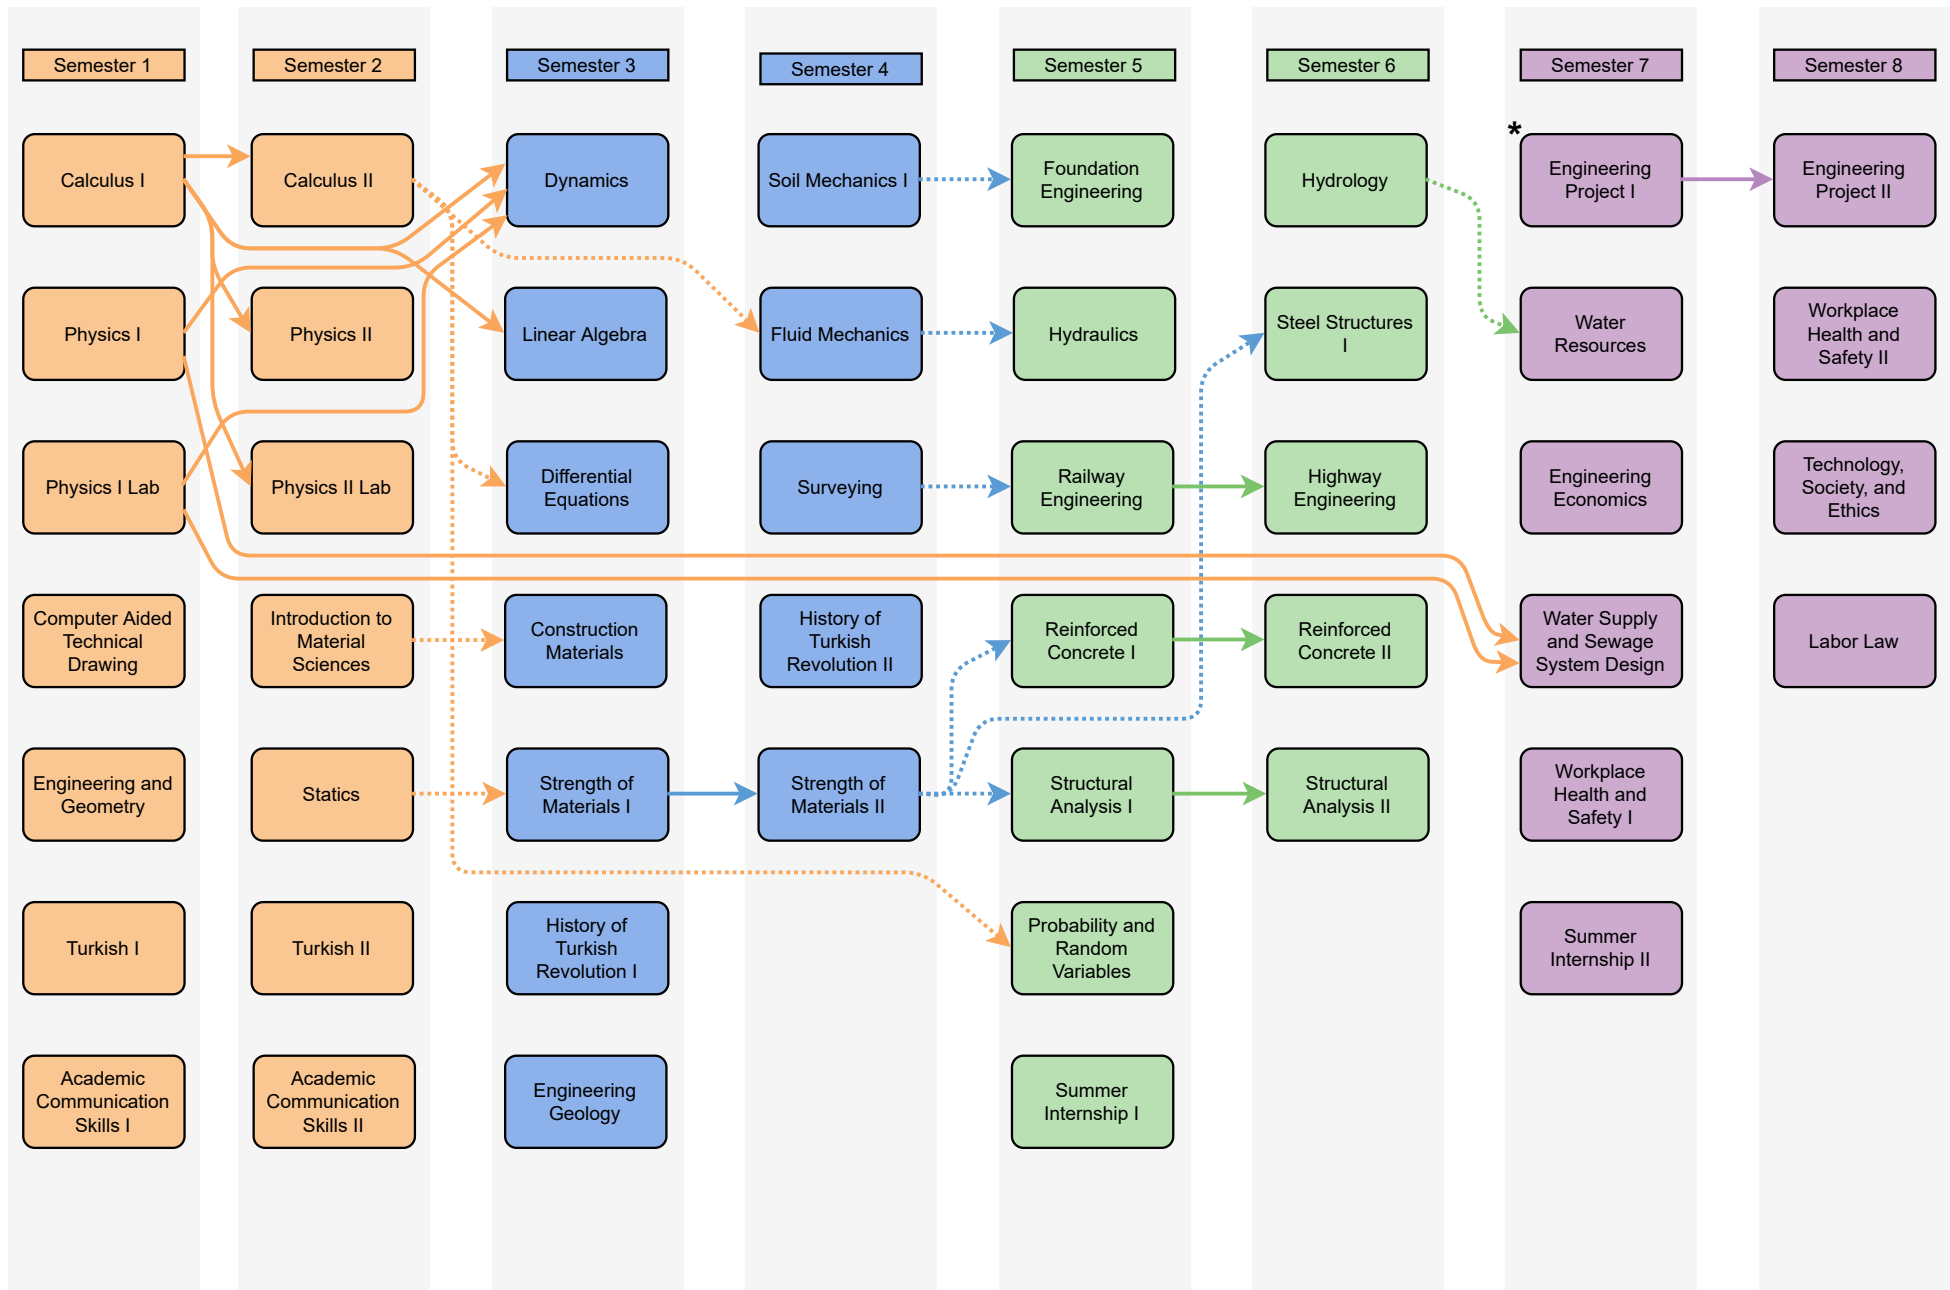 Semester 1
Semester 2
Semester 3
Semester 4
Semester 5
Semester 6
Semester 7
Semester 8
Calculus I
Calculus II
Dynamics
Soil Mechanics I
Foundation
Engineering
Hydrology
*
Engineering
Project I
Engineering
Project II
Physics I
Physics II
Linear Algebra
Fluid Mechanics
Hydraulics
Steel Structures
I
Water
Resources
Workplace
Health and
Safety II
Physics I Lab
Physics II Lab
Differential
Equations
Surveying
Railway
Engineering
Highway
Engineering
Engineering
Economics
Technology,
Society, and
Ethics
Computer Aided
Technical
Drawing
Introduction to
Material
Sciences
Construction
Materials
History of
Turkish
Revolution II
Reinforced
Concrete I
Reinforced
Concrete II
Water Supply
and Sewage
System Design
Labor Law
Engineering and
Geometry
Statics
Strength of
Materials I
Strength of
Materials II
Structural
Analysis I
Structural
Analysis II
Workplace
Health and
Safety I
Turkish I
Turkish II
History of
Turkish
Revolution I
Probability and
Random
Variables
Summer
Internship II
Academic
Communication
Skills I
Academic
Communication
Skills II
Engineering
Geology
Summer
Internship I